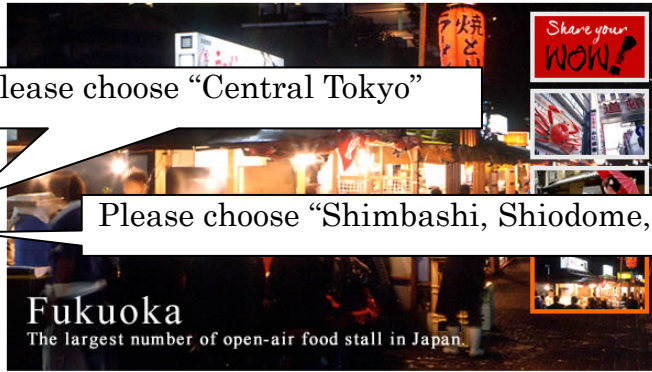 Share your
WOW!
lease choose “Central Tokyo”
Please choose “Shimbashi, Shiodome,
Fukuoka
The largest number of open-air food stall in Japan.